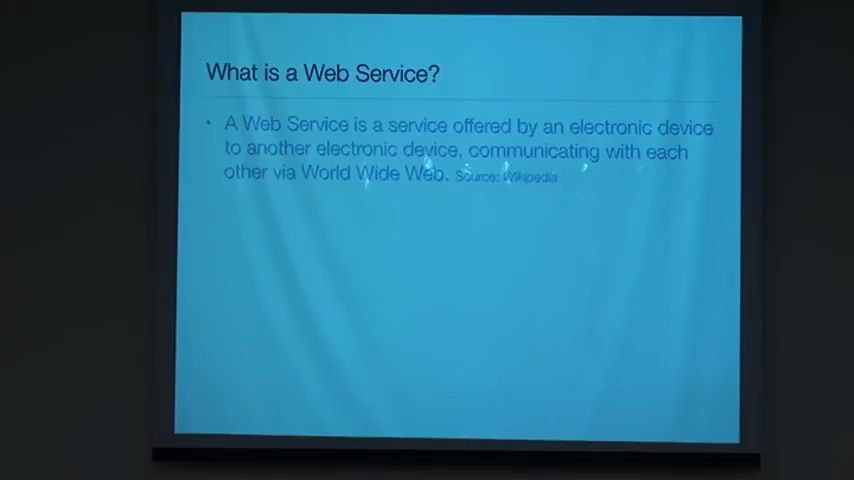 What is a Web Service?
• A Web Service is a service offered by an electronic device
to another electronic device, communicating with each
other via World Wide Web. Source: Wikipedia